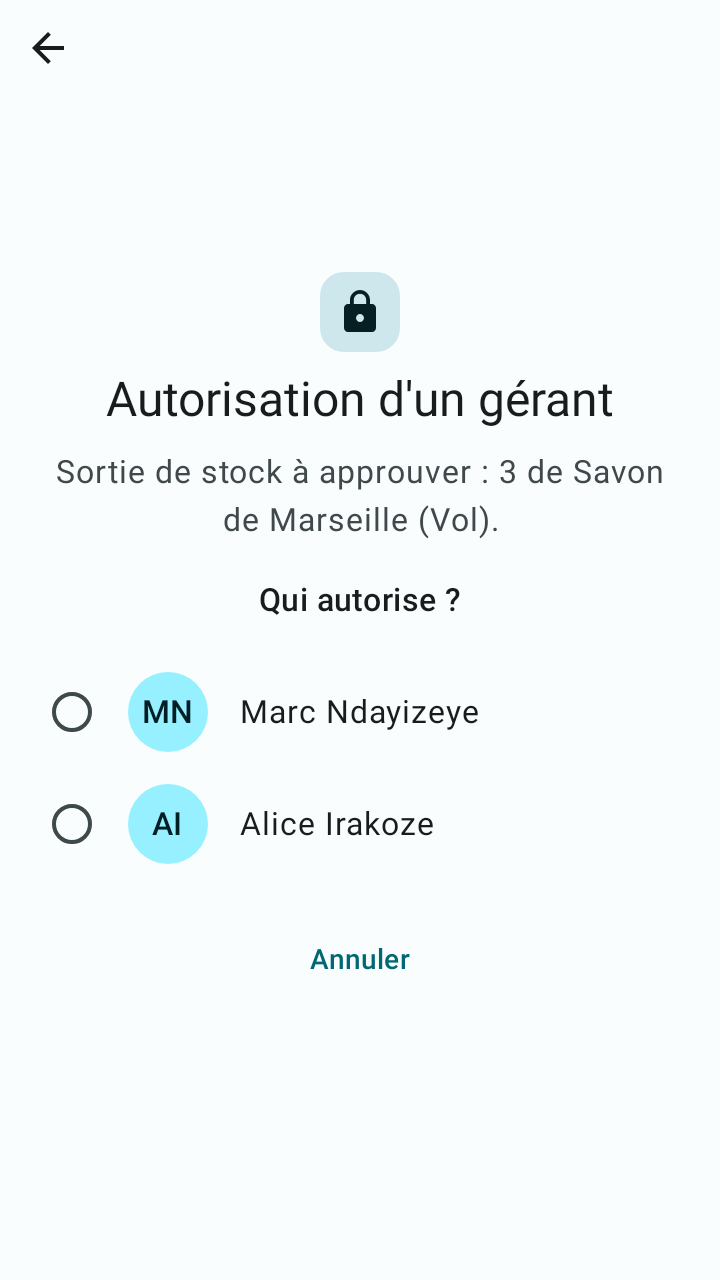 Autorisation d'un gérant
Sortie de stock à approuver : 3 de Savon
de Marseille (Vol).
Qui autorise ?
MN Marc Ndayizeye
AI Alice Irakoze
Annuler